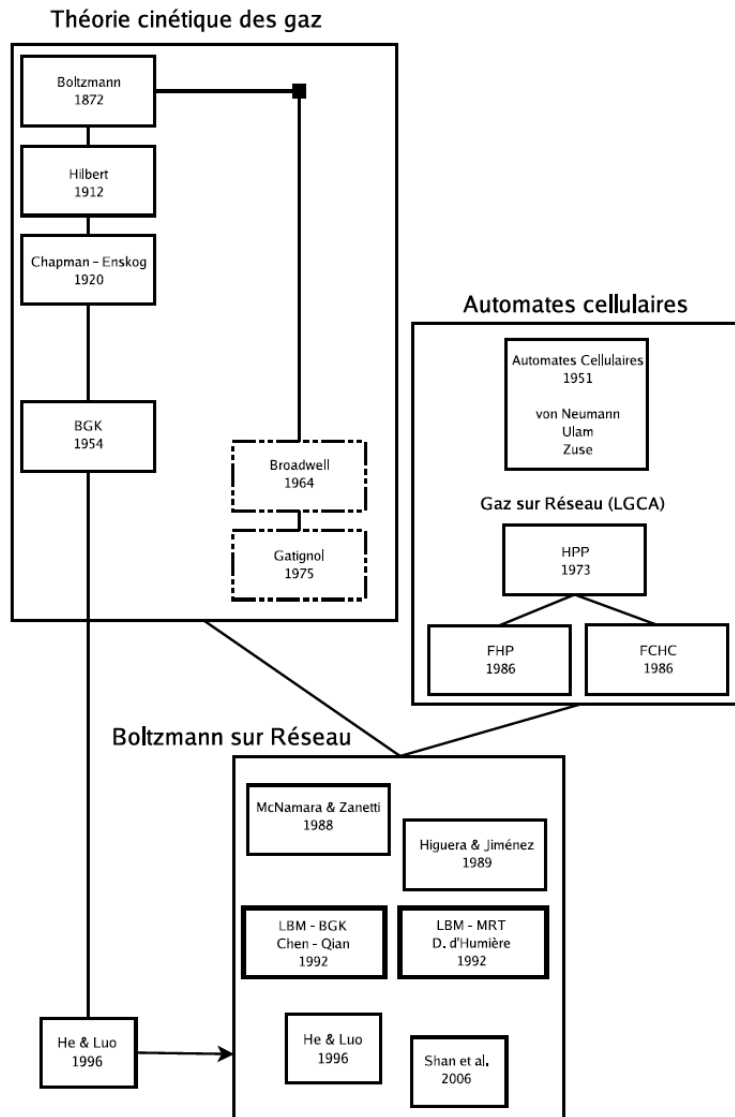 Théorie cinétique des gaz
Boltzmann
1872
Hilbert
1912
Chapman – Enskog
1920
BGK
1954
Broadwell
1964
Gatignol
1975
Automates cellulaires
Automates Cellulaires
1951
von Neumann
Ulam
Zuse
Gaz sur Réseau (LGCA)
HPP
1973
FHP
1986
FCHC
1986
Boltzmann sur Réseau
McNamara & Zanetti
1988
Higuera & Jiménez
1989
LBM - BGK
Chen - Qian
1992
LBM - MRT
D. d'Humière
1992
He & Luo
1996
He & Luo
1996
Shan et al.
2006